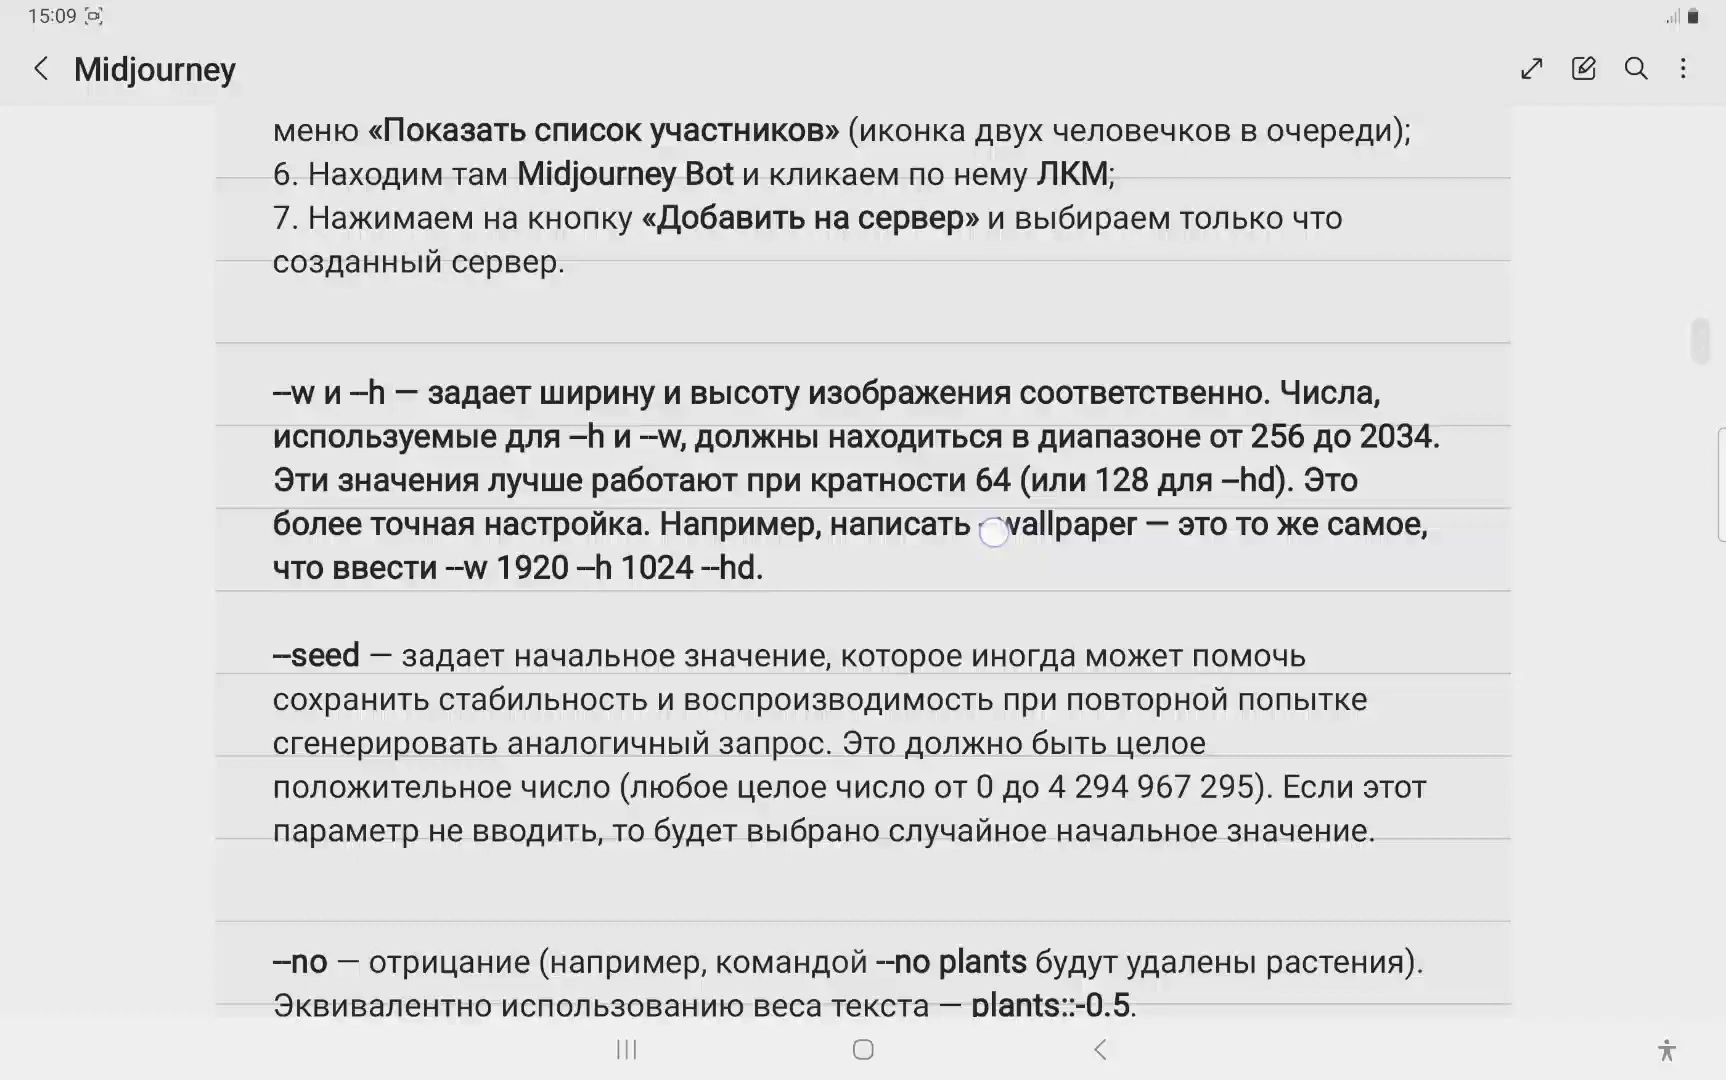 15:09
Midjourney
меню «Показать список участников» (иконка двух человечков в очереди);
6. Находим там Midjourney Bot и кликаем по нему ЛКМ;
7. Нажимаем на кнопку «Добавить на сервер» и выбираем только что
созданный сервер.
--w и --h — задает ширину и высоту изображения соответственно. Числа,
используемые для --h и --w, должны находиться в диапазоне от 256 до 2034.
Эти значения лучше работают при кратности 64 (или 128 для --hd). Это
более точная настройка. Например, написать --wallpaper — это то же самое,
что ввести --w 1920 --h 1024 --hd.
--seed — задает начальное значение, которое иногда может помочь
сохранить стабильность и воспроизводимость при повторной попытке
сгенерировать аналогичный запрос. Это должно быть целое
положительное число (любое целое число от 0 до 4 294 967 295). Если этот
параметр не вводить, то будет выбрано случайное начальное значение.
--no — отрицание (например, командой --no plants будут удалены растения).
Эквивалентно использованию веса текста — plants::-0.5.